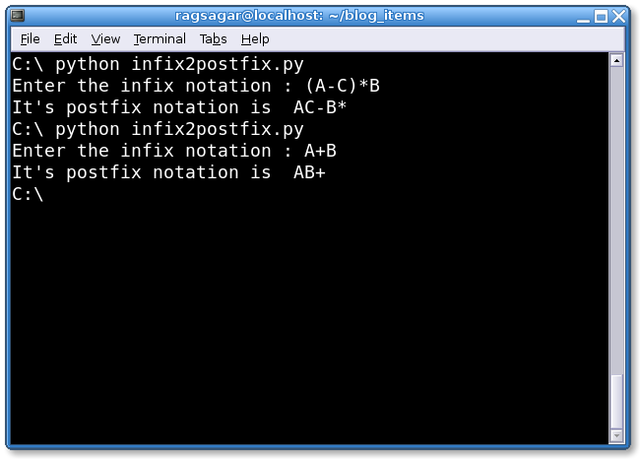 ragsagar@localhost: ~/blog_items
File Edit View Terminal Tabs Help
C:\ python infix2postfix.py
Enter the infix notation : (A-C)*B
It's postfix notation is  AC-B*
C:\ python infix2postfix.py
Enter the infix notation : A+B
It's postfix notation is  AB+
C:\